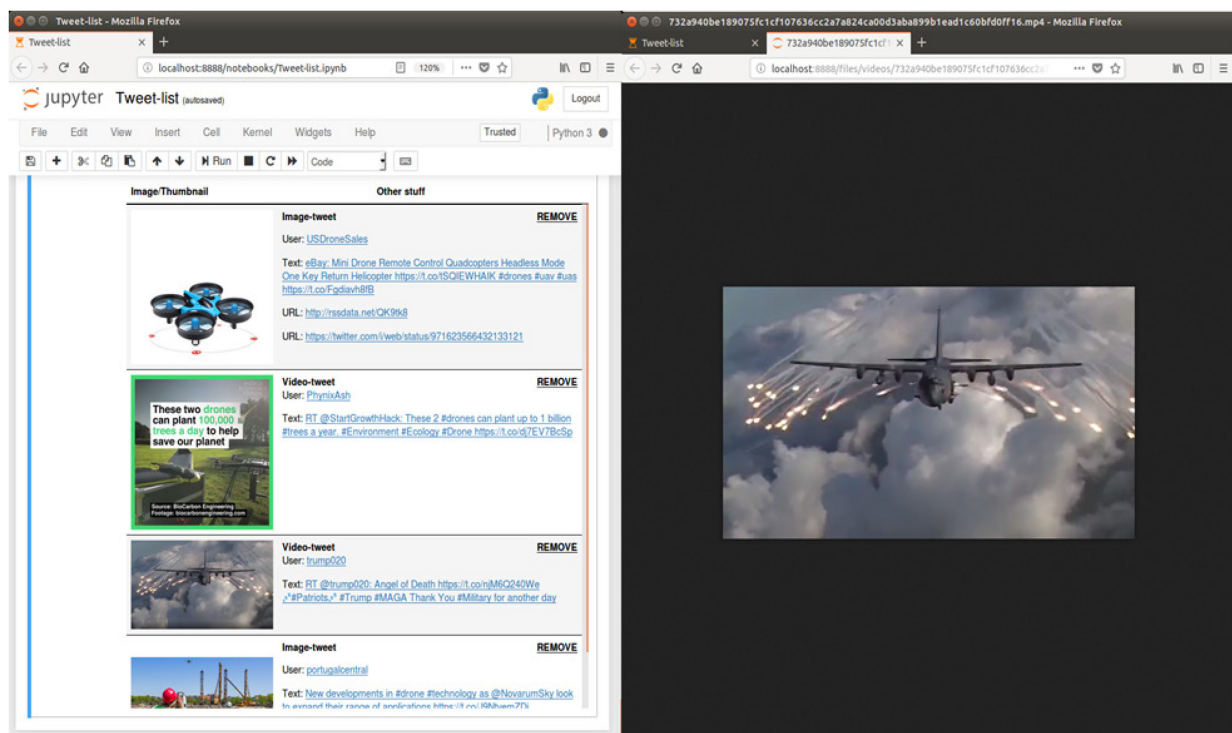 Tweet-list - Mozilla Firefox
Tweet-list
localhost:8888/notebooks/Tweet-list.ipynb
120%
jupyter Tweet-list (autosaved)
Logout
File Edit View Insert Cell Kernel Widgets Help
Trusted
Python 3
Run
Code
Image/Thumbnail
Other stuff
Image-tweet
REMOVE
User: USDroneSales
Text: eBay: Mini Drone Remote Control Quadcopters Headless Mode
One Key Return Helicopter https://t.co/tSQIEWHAIK #drones #uav #uas
https://t.co/Fgdiavh8fB
URL: http://rssdata.net/QK9tk8
URL: https://twitter.com/i/web/status/971623566432133121
These two drones
can plant 100,000
trees a day to help
save our planet
Source: BioCarbon Engineering
Footage: biocarbonengineering.com
Video-tweet
REMOVE
User: PhynixAsh
Text: RT @StartGrowthHack: These 2 #drones can plant up to 1 billion
#trees a year. #Environment #Ecology #Drone https://t.co/dj7EV7BcSp
Video-tweet
REMOVE
User: trump020
Text: RT @trump020: Angel of Death https://t.co/njM6Q240We
#Patriots #Trump #MAGA Thank You #Military for another day
Image-tweet
REMOVE
User: portugalcentral
Text: New developments in #drone #technology as @NovarumSky look
to expand their range of applications
732a940be189075fc1cf107636cc2a7a824ca00d3aba899b1ead1c60bfd0ff16.mp4 - Mozilla Firefox
Tweet-list
732a940be189075fc1cf1
localhost:8888/files/videos/732a940be189075fc1cf107636cc2a